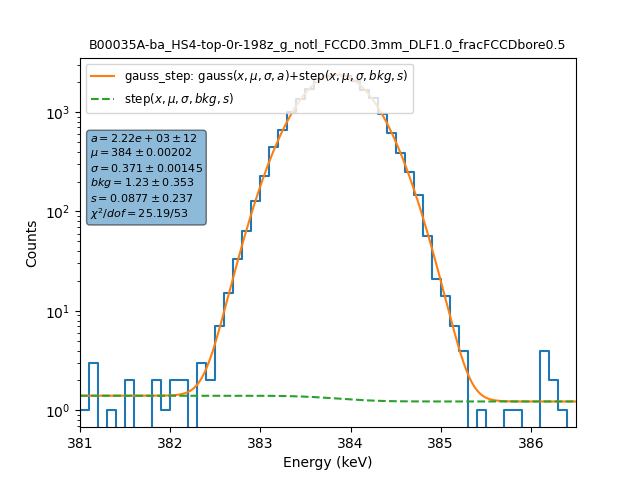 B00035A-ba_HS4-top-0r-198z_g_notl_FCCD0.3mm_DLF1.0_fracFCCDbore0.5
gauss_step: gauss(x, μ, σ, a)+step(x, μ, σ, bkg, s)
step(x, μ, σ, bkg, s)
a = 2.22e + 03 ± 12
μ = 384 ± 0.00202
σ = 0.371 ± 0.00145
bkg = 1.23 ± 0.353
s = 0.0877 ± 0.237
χ²/dof = 25.19/53
10³
10²
10¹
10⁰
Counts
381 382 383 384 385 386
Energy (keV)